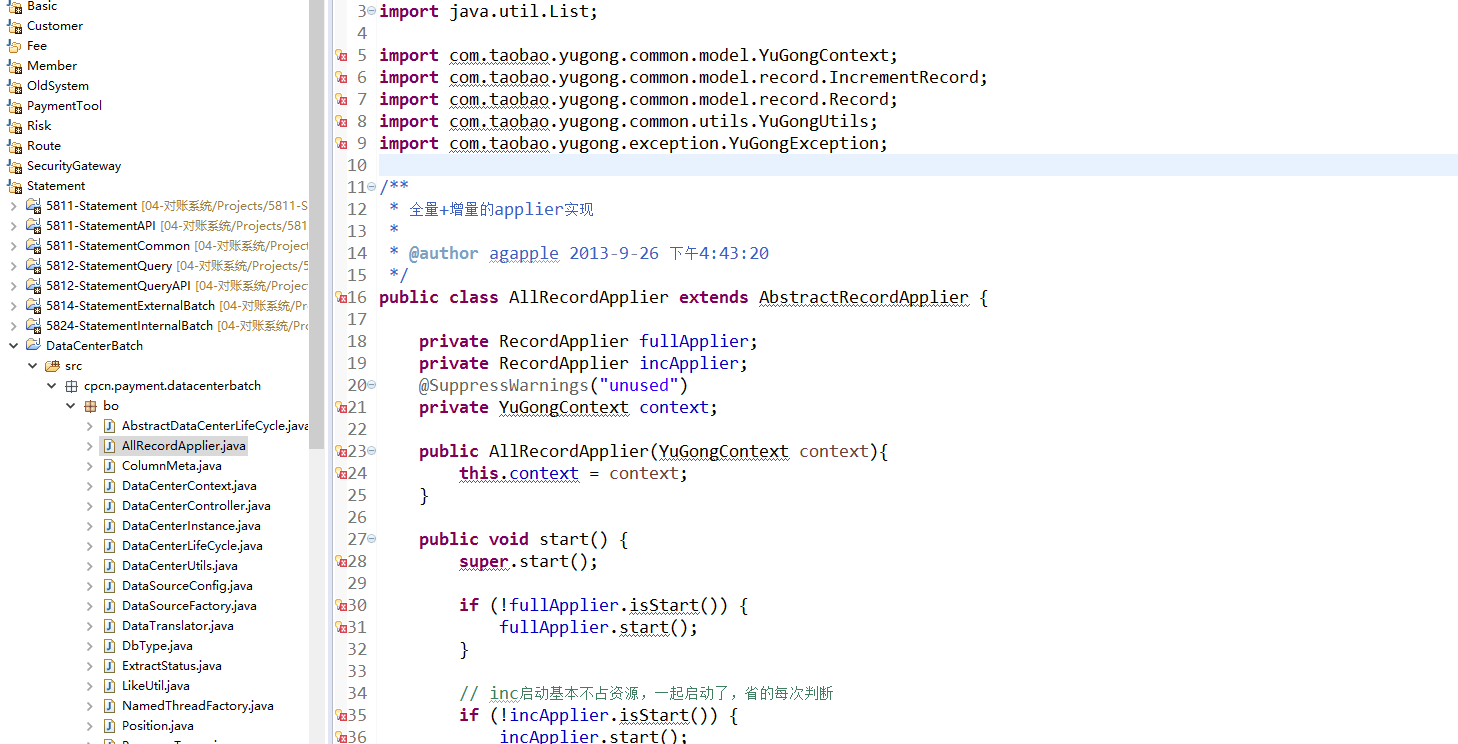 Basic
Customer
Fee
Member
OldSystem
PaymentTool
Risk
Route
SecurityGateway
Statement
5811-Statement [04-对账系统/Projects/5811-S
5811-StatementAPI [04-对账系统/Projects/581
5811-StatementCommon [04-对账系统/Project
5812-StatementQuery [04-对账系统/Projects/5
5812-StatementQueryAPI [04-对账系统/Projec
5814-StatementExternalBatch [04-对账系统/Pr
5824-StatementInternalBatch [04-对账系统/Pro
DataCenterBatch
src
cpcn.payment.datacenterbatch
bo
AbstractDataCenterLifeCycle.java
AllRecordApplier.java
ColumnMeta.java
DataCenterContext.java
DataCenterController.java
DataCenterInstance.java
DataCenterLifeCycle.java
DataCenterUtils.java
DataSourceConfig.java
DataSourceFactory.java
DataTranslator.java
DbType.java
ExtractStatus.java
LikeUtil.java
NamedThreadFactory.java
Position.java
3 import java.util.List;
4
5 import com.taobao.yugong.common.model.YuGongContext;
6 import com.taobao.yugong.common.model.record.IncrementRecord;
7 import com.taobao.yugong.common.model.record.Record;
8 import com.taobao.yugong.common.utils.YuGongUtils;
9 import com.taobao.yugong.exception.YuGongException;
10
11 /**
12 * 全量+增量的applier实现
13 *
14 * @author agapple 2013-9-26 下午4:43:20
15 */
16 public class AllRecordApplier extends AbstractRecordApplier {
17
18 private RecordApplier fullApplier;
19 private RecordApplier incApplier;
20 @SuppressWarnings("unused")
21 private YuGongContext context;
22
23 public AllRecordApplier(YuGongContext context){
24 this.context = context;
25 }
26
27 public void start() {
28 super.start();
29
30 if (!fullApplier.isStart()) {
31 fullApplier.start();
32 }
33
34 // inc启动基本不占资源，一起启动了，省的每次判断
35 if (!incApplier.isStart()) {
36 incApplier.start();